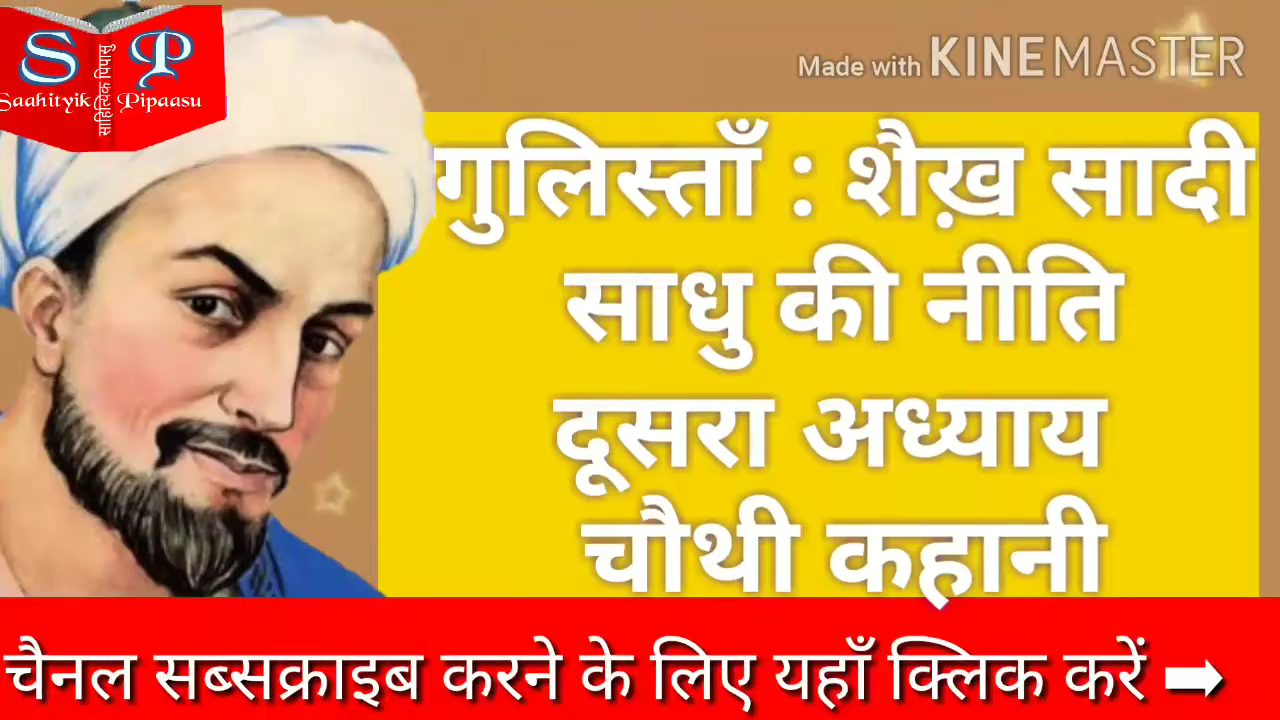 S P
Saahityik Pipaasu
साहित्यिक पिपासु
Made with KINEMASTER
गुलिस्ताँ : शैख़ सादी
साधु की नीति
दूसरा अध्याय
चौथी कहानी
चैनल सब्सक्राइब करने के लिए यहाँ क्लिक करें ➡